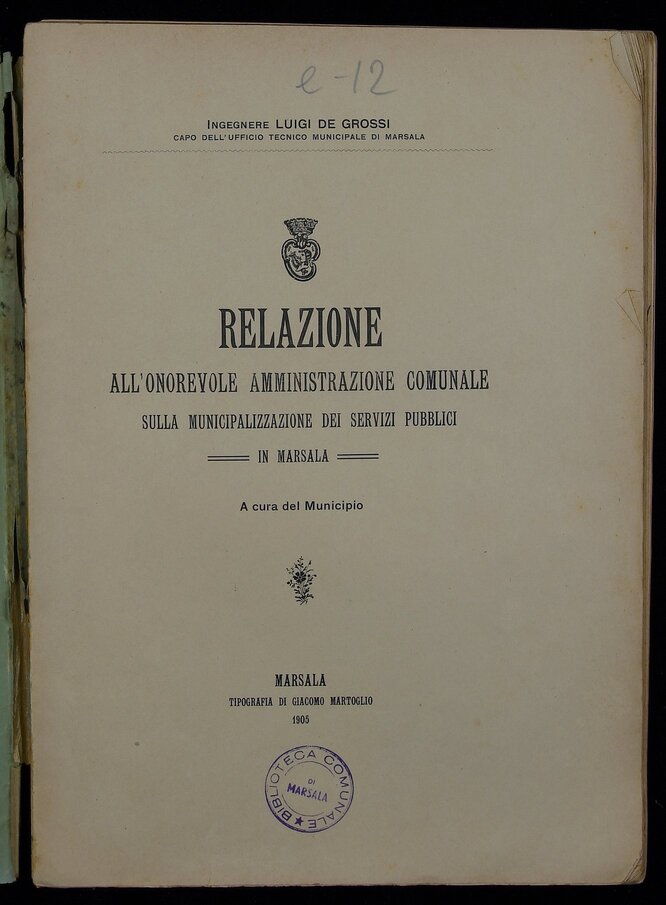 e-12
INGEGNERE LUIGI DE GROSSI
CAPO DELL'UFFICIO TECNICO MUNICIPALE DI MARSALA
RELAZIONE
ALL'ONOREVOLE AMMINISTRAZIONE COMUNALE
SULLA MUNICIPALIZZAZIONE DEI SERVIZI PUBBLICI
IN MARSALA
A cura del Municipio
MARSALA
TIPOGRAFIA DI GIACOMO MARTOGLIO
1905
BIBLIOTECA COMUNALE
DI
MARSALA